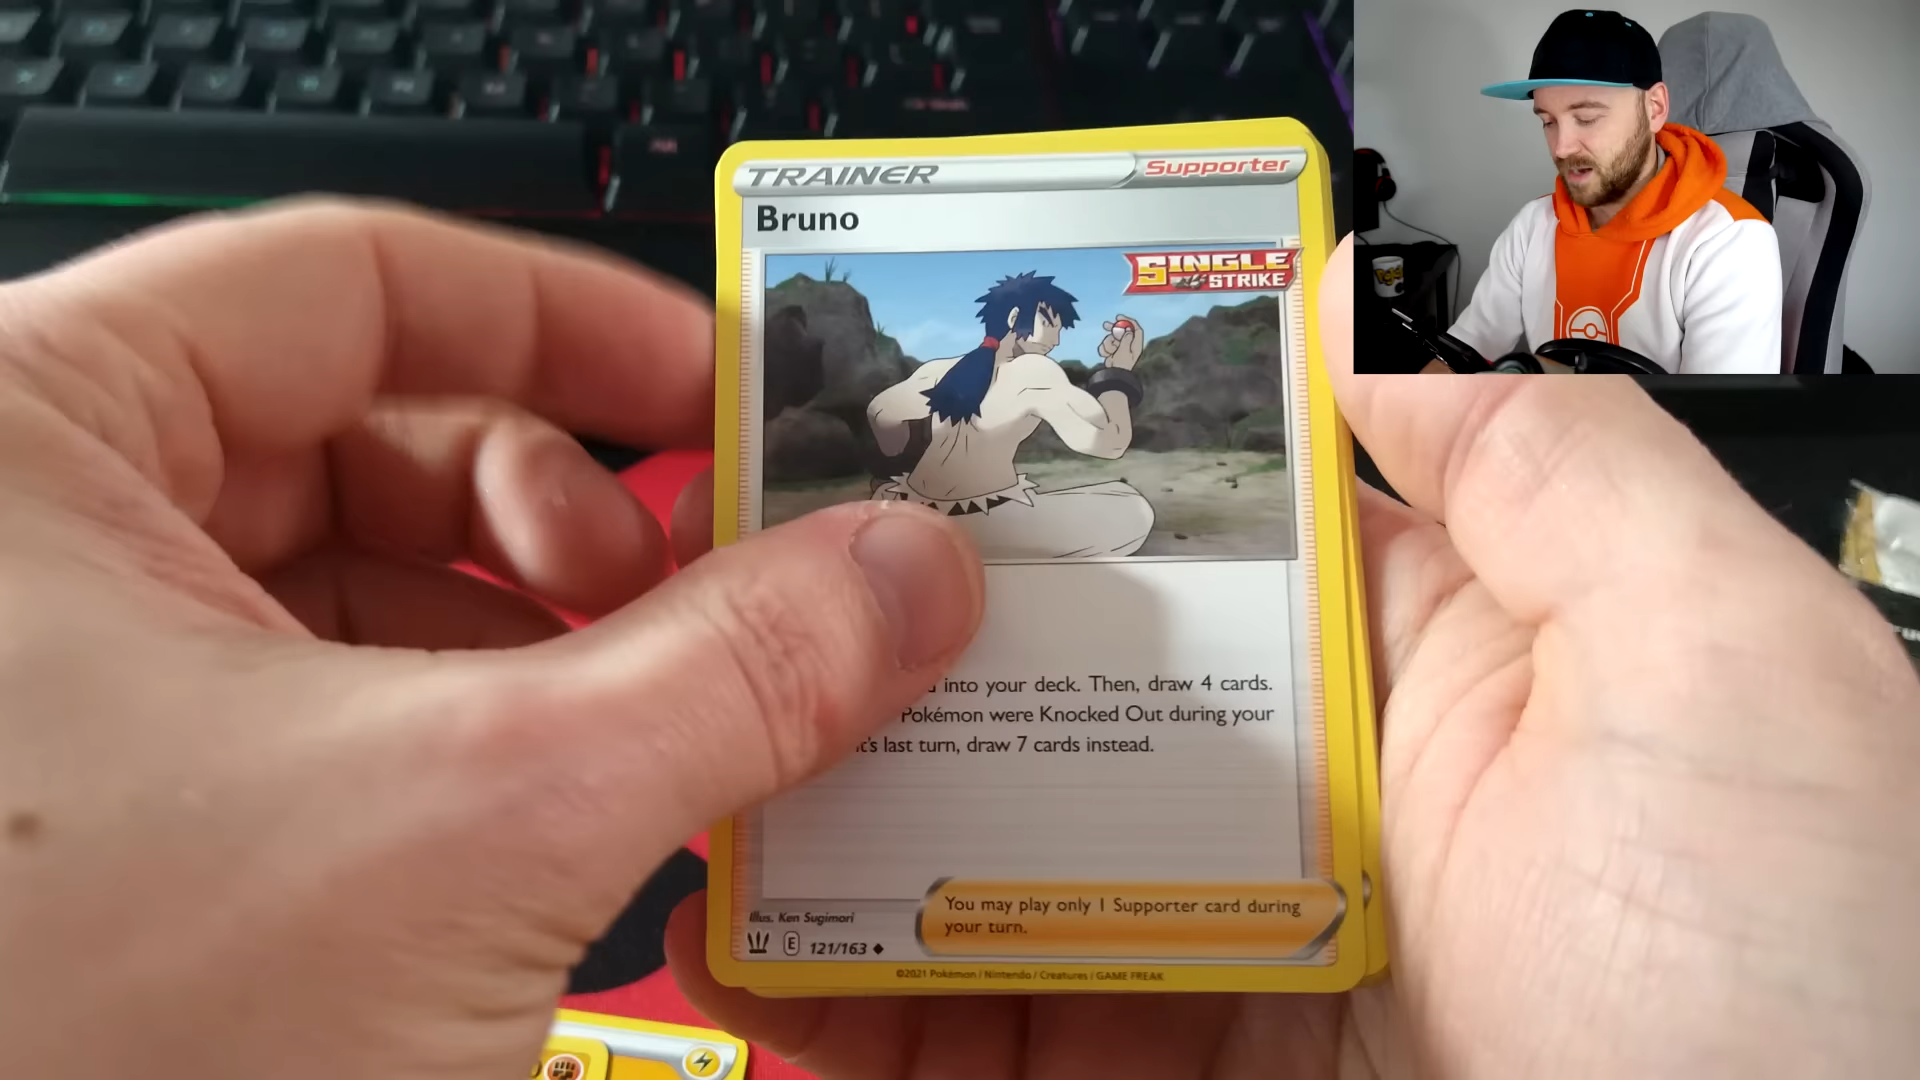 TRAINER
Supporter
Bruno
SINGLE
STRIKE
into your deck. Then, draw 4 cards.
Pokémon were Knocked Out during your
last turn, draw 7 cards instead.
You may play only 1 Supporter card during
your turn.
Illus. Ken Sugimori
E 121/163
©2021 Pokémon / Nintendo / Creatures / GAME FREAK